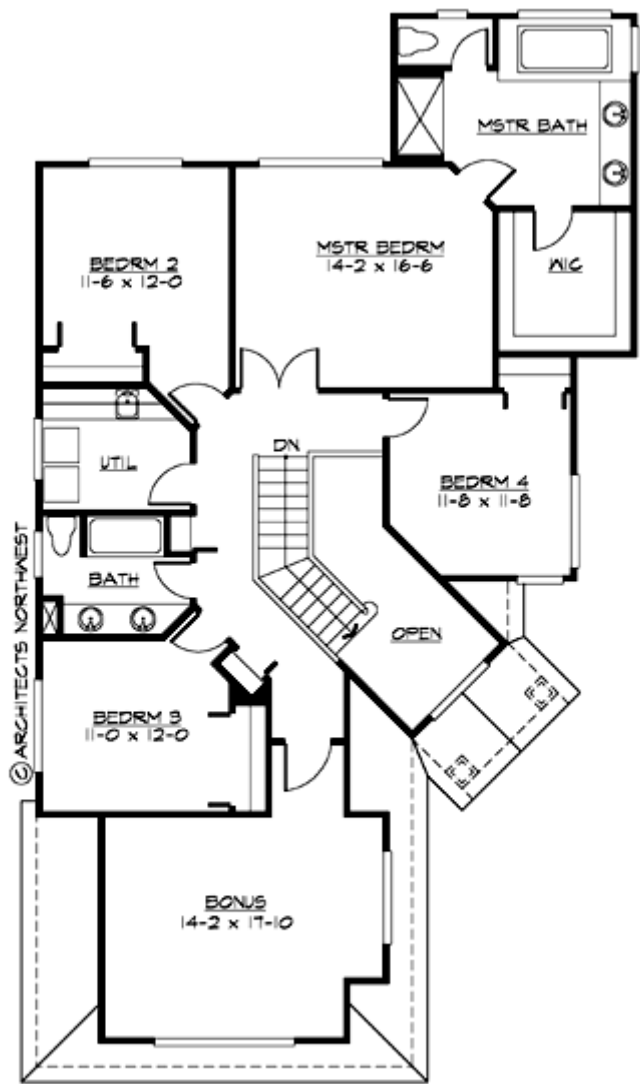 MSTR BATH
BEDRM 2
11-6 x 12-0
MSTR BEDRM
14-2 x 16-6
WIC
DN
UTIL
BEDRM 4
11-8 x 11-8
BATH
OPEN
BEDRM 3
11-0 x 12-0
BONUS
14-2 x 17-10
© ARCHITECTS NORTHWEST